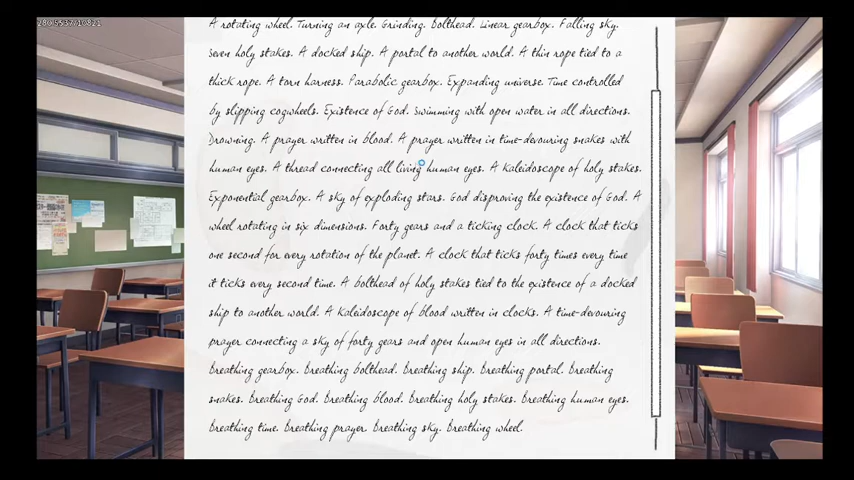 A rotating wheel. Turning an axle. Grinding. Bolthead. Linear gearbox. Falling sky.
Seven holy stakes. A docked ship. A portal to another world. A thin rope tied to a
thick rope. A torn harness. Parabolic gearbox. Expanding universe. Time controlled
by slipping cogwheels. Existence of God. Swimming with open water in all directions.
Drowning. A prayer written in blood. A prayer written in time-devouring snakes with
human eyes. A thread connecting all living human eyes. A kaleidoscope of holy stakes.
Exponential gearbox. A sky of exploding stars. God disproving the existence of God. A
wheel rotating in six dimensions. Forty gears and a ticking clock. A clock that ticks
one second for every rotation of the planet. A clock that ticks forty times every time
it ticks every second time. A bolthead of holy stakes tied to the existence of a docked
ship to another world. A kaleidoscope of blood written in clocks. A time-devouring
prayer connecting a sky of forty gears and open human eyes in all directions.
Breathing gearbox. Breathing bolthead. Breathing ship. Breathing portal. Breathing
snakes. Breathing God. Breathing blood. Breathing holy stakes. Breathing human eyes.
Breathing time. Breathing prayer. Breathing sky. Breathing wheel.